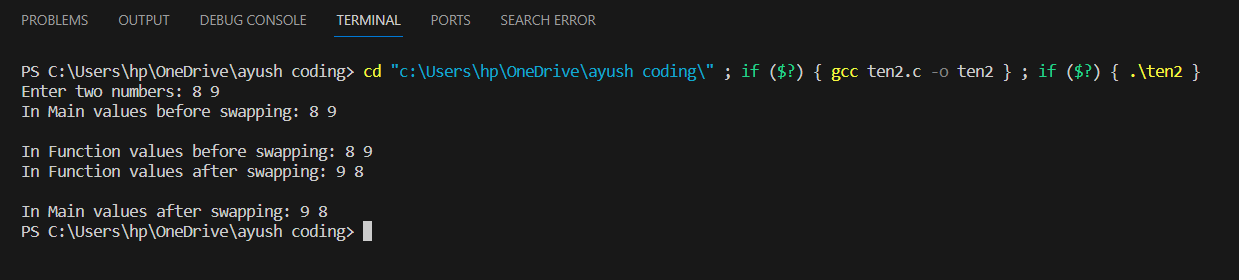 PROBLEMS OUTPUT DEBUG CONSOLE TERMINAL PORTS SEARCH ERROR
PS C:\Users\hp\OneDrive\ayush coding> cd "c:\Users\hp\OneDrive\ayush coding\" ; if ($?) { gcc ten2.c -o ten2 } ; if ($?) { .\ten2 }
Enter two numbers: 8 9
In Main values before swapping: 8 9
In Function values before swapping: 8 9
In Function values after swapping: 9 8
In Main values after swapping: 9 8
PS C:\Users\hp\OneDrive\ayush coding>